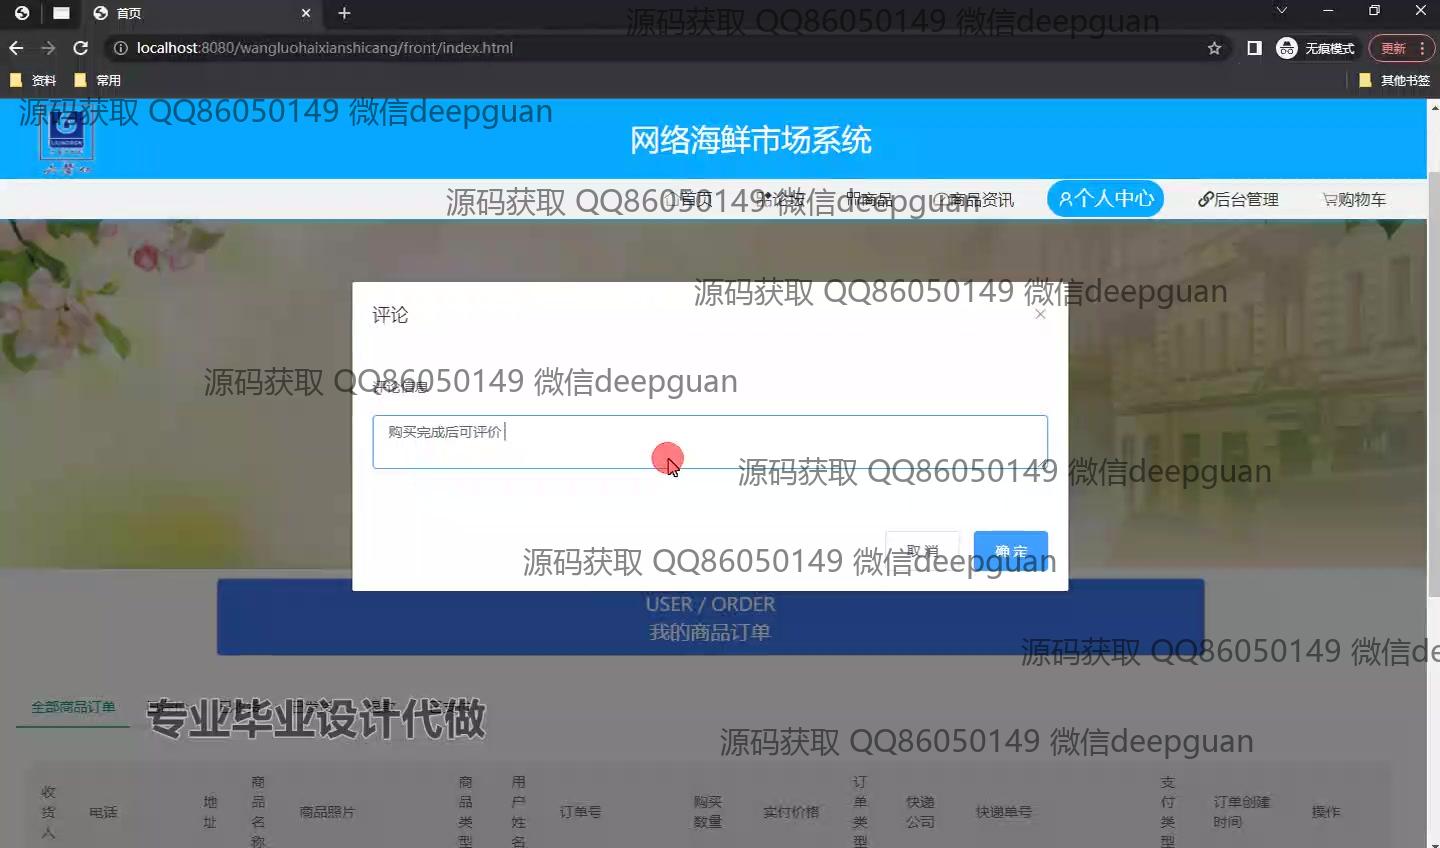 首页
源码获取 QQ86050149 微信deepguan
localhost:8080/wangluohaixianshicang/front/index.html
无痕模式
更新
资料
常用
其他书签
源码获取 QQ86050149 微信deepguan
网络海鲜市场系统
首页
论坛
商品
商品资讯
个人中心
后台管理
购物车
源码获取 QQ86050149 微信deepguan
源码获取 QQ86050149 微信deepguan
评论
源码获取 QQ86050149 微信deepguan
评论信息
购买完成后可评价
源码获取 QQ86050149 微信deepguan
取消
确定
源码获取 QQ86050149 微信deepguan
USER / ORDER
我的商品订单
源码获取 QQ86050149 微信de
全部商品订单
专业毕业设计代做
源码获取 QQ86050149 微信deepguan
收货人
电话
地址
商品名称
商品照片
商品类型
用户姓名
订单号
购买数量
实付价格
订单类型
快递公司
快递单号
支付类型
订单创建时间
操作